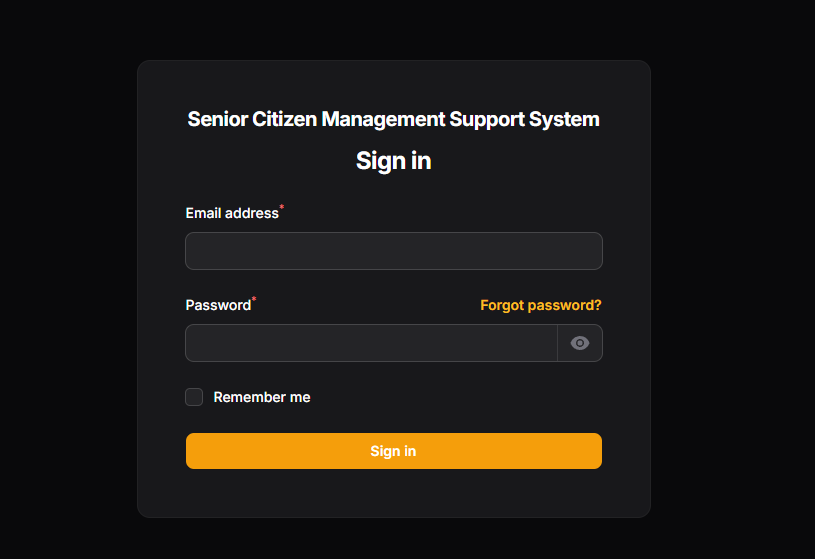 Senior Citizen Management Support System
Sign in
Email address*
Password*
Forgot password?
Remember me
Sign in